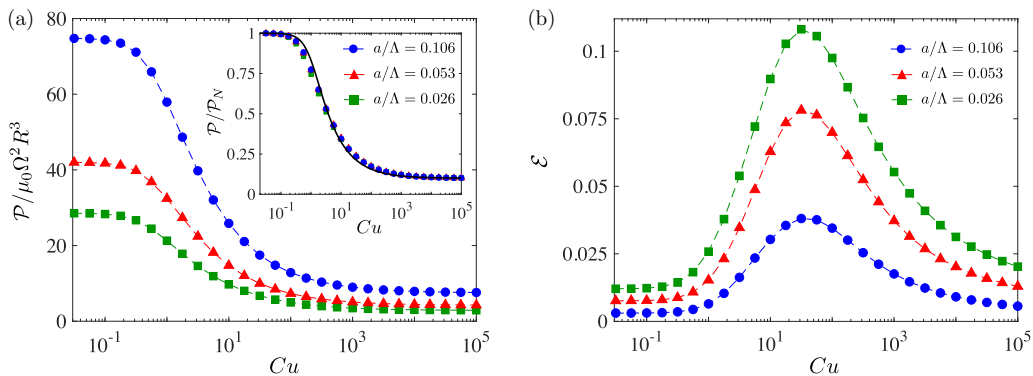 (a)
80
60
40
20
0
P/μ₀Ω²R³
10⁻¹ 10¹ 10³ 10⁵
Cu
1
0.75
0.5
0.25
0
P/P_N
10⁻¹ 10¹ 10³ 10⁵
Cu
a/Λ = 0.106
a/Λ = 0.053
a/Λ = 0.026
(b)
0.1
0.075
0.05
0.025
0
ℰ
10⁻¹ 10¹ 10³ 10⁵
Cu
a/Λ = 0.106
a/Λ = 0.053
a/Λ = 0.026